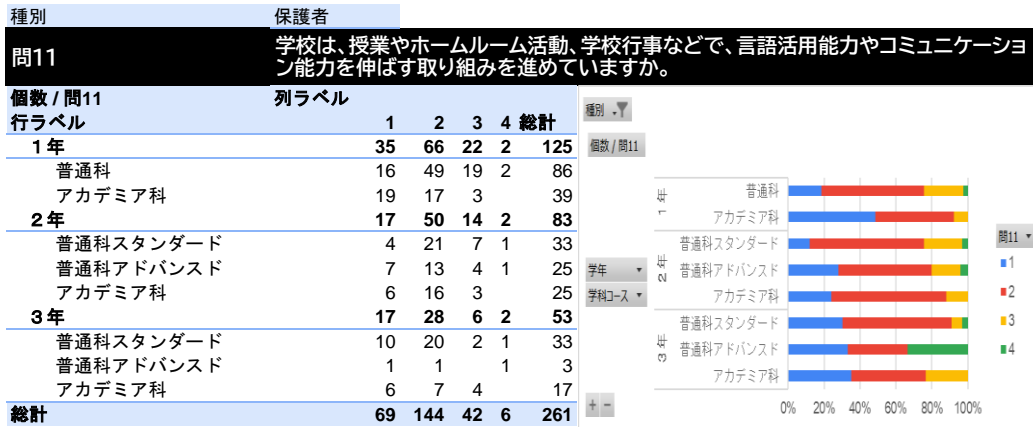 種別 保護者
問11 学校は、授業やホームルーム活動、学校行事などで、言語活用能力やコミュニケーショ
ン能力を伸ばす取り組みを進めていますか。
個数 / 問11 列ラベル
行ラベル 1 2 3 4 総計
1年 35 66 22 2 125
普通科 16 49 19 2 86
アカデミア科 19 17 3 39
2年 17 50 14 2 83
普通科スタンダード 4 21 7 1 33
普通科アドバンスド 7 13 4 1 25
アカデミア科 6 16 3 25
3年 17 28 6 2 53
普通科スタンダード 10 20 2 1 33
普通科アドバンスド 1 1 1 3
アカデミア科 6 7 4 17
総計 69 144 42 6 261
種別
個数 / 問11
学年
学科コース
1年
普通科
アカデミア科
2年
普通科スタンダード
普通科アドバンスド
アカデミア科
3年
普通科スタンダード
普通科アドバンスド
アカデミア科
0% 20% 40% 60% 80% 100%
問11
1
2
3
4
+ -